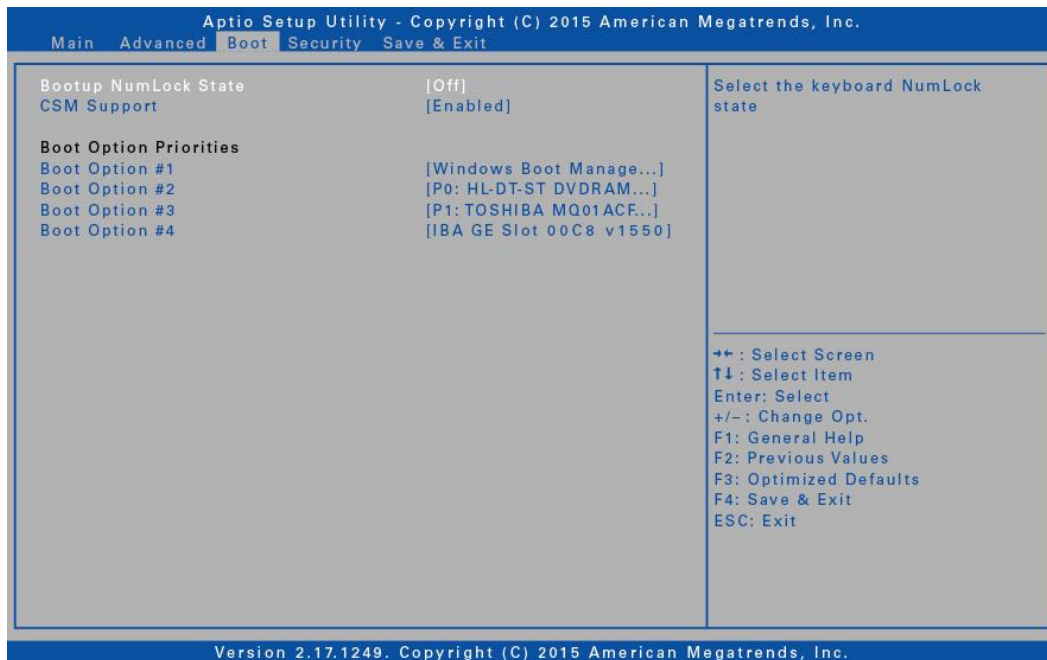 Aptio Setup Utility - Copyright (C) 2015 American Megatrends, Inc.
Main Advanced Boot Security Save & Exit
Bootup NumLock State [Off]
CSM Support [Enabled]
Boot Option Priorities
Boot Option #1 [Windows Boot Manage...]
Boot Option #2 [P0: HL-DT-ST DVDRAM...]
Boot Option #3 [P1: TOSHIBA MQ01ACF...]
Boot Option #4 [IBA GE Slot 00C8 v1550]
Select the keyboard NumLock
state
→←: Select Screen
↑↓: Select Item
Enter: Select
+/–: Change Opt.
F1: General Help
F2: Previous Values
F3: Optimized Defaults
F4: Save & Exit
ESC: Exit
Version 2.17.1249. Copyright (C) 2015 American Megatrends, Inc.